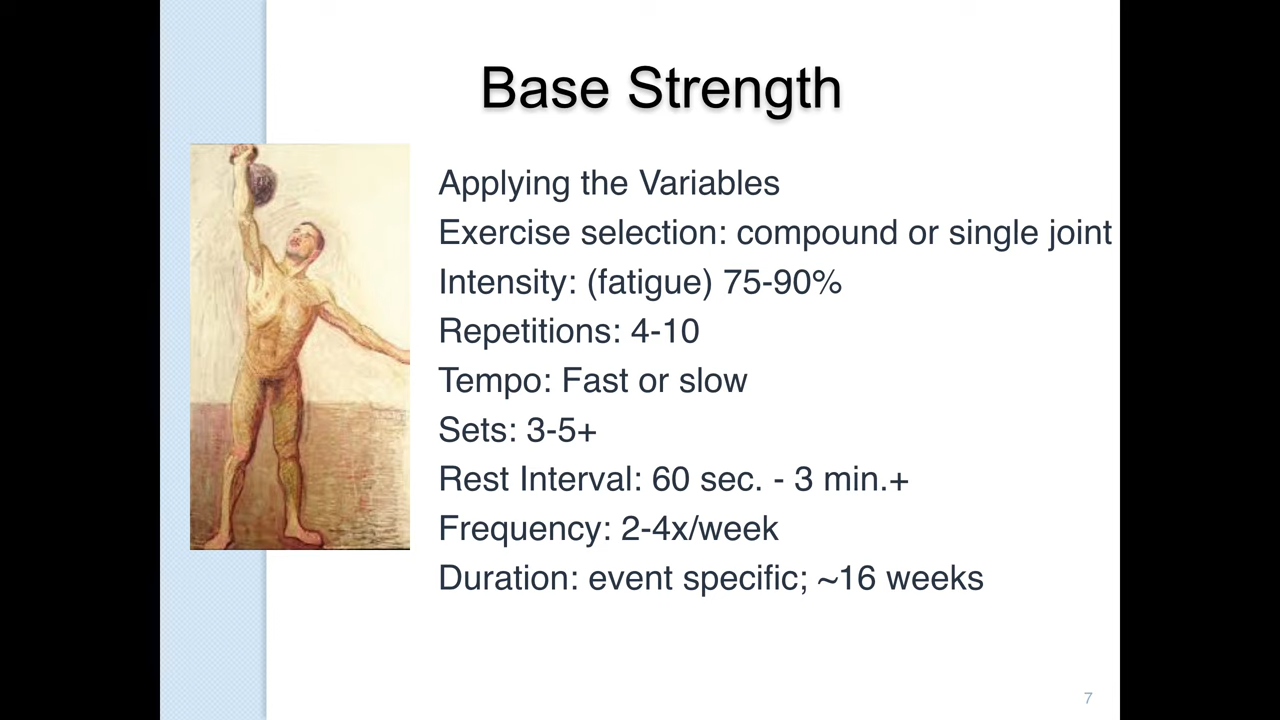 Base Strength
Applying the Variables
Exercise selection: compound or single joint
Intensity: (fatigue) 75-90%
Repetitions: 4-10
Tempo: Fast or slow
Sets: 3-5+
Rest Interval: 60 sec. - 3 min.+
Frequency: 2-4x/week
Duration: event specific; ~16 weeks
7